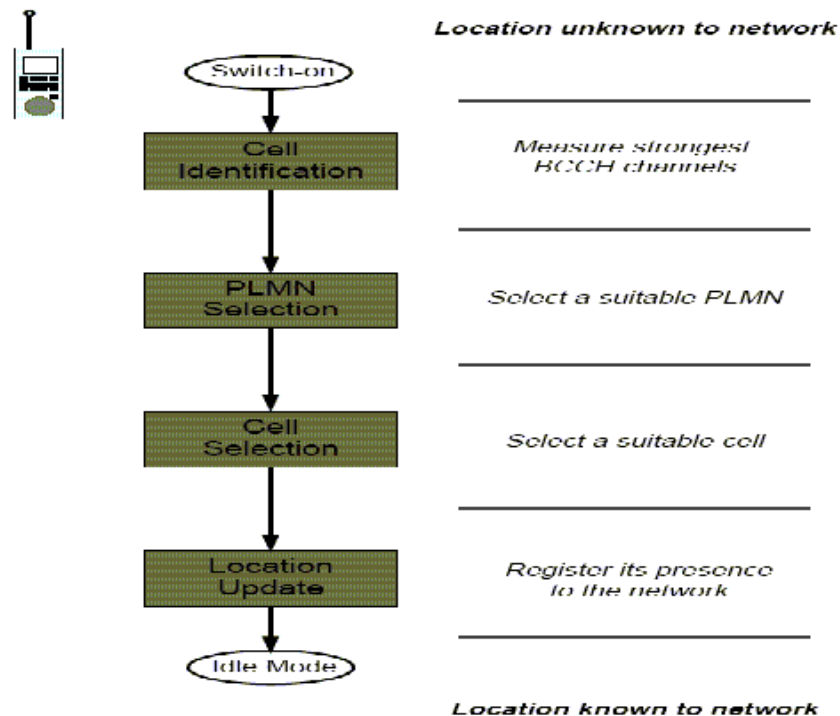 Location unknown to network
Switch-on
Cell
Identification
Measure strongest
BCCH channels
PLMN
Selection
Select a suitable PLMN
Cell
Selection
Select a suitable cell
Location
Update
Register its presence
to the network
Idle Mode
Location known to network